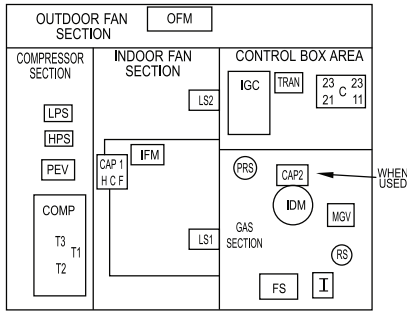 OUTDOOR FAN
SECTION
OFM
COMPRESSOR
SECTION
LPS
HPS
PEV
COMP
T3
T1
T2
INDOOR FAN
SECTION
LS2
IFM
CAP 1
H C F
LS1
CONTROL BOX AREA
IGC
TRAN
23 23
C
21 11
PRS
CAP2
WHEN
USED
IDM
MGV
GAS
SECTION
RS
FS
I